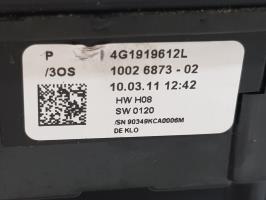 P 4G1919612L
/3OS 1002 6873 - 02
10.03.11 12:42
HW H08
SW 0120
/SN 90349KCA0006M
DE KLO